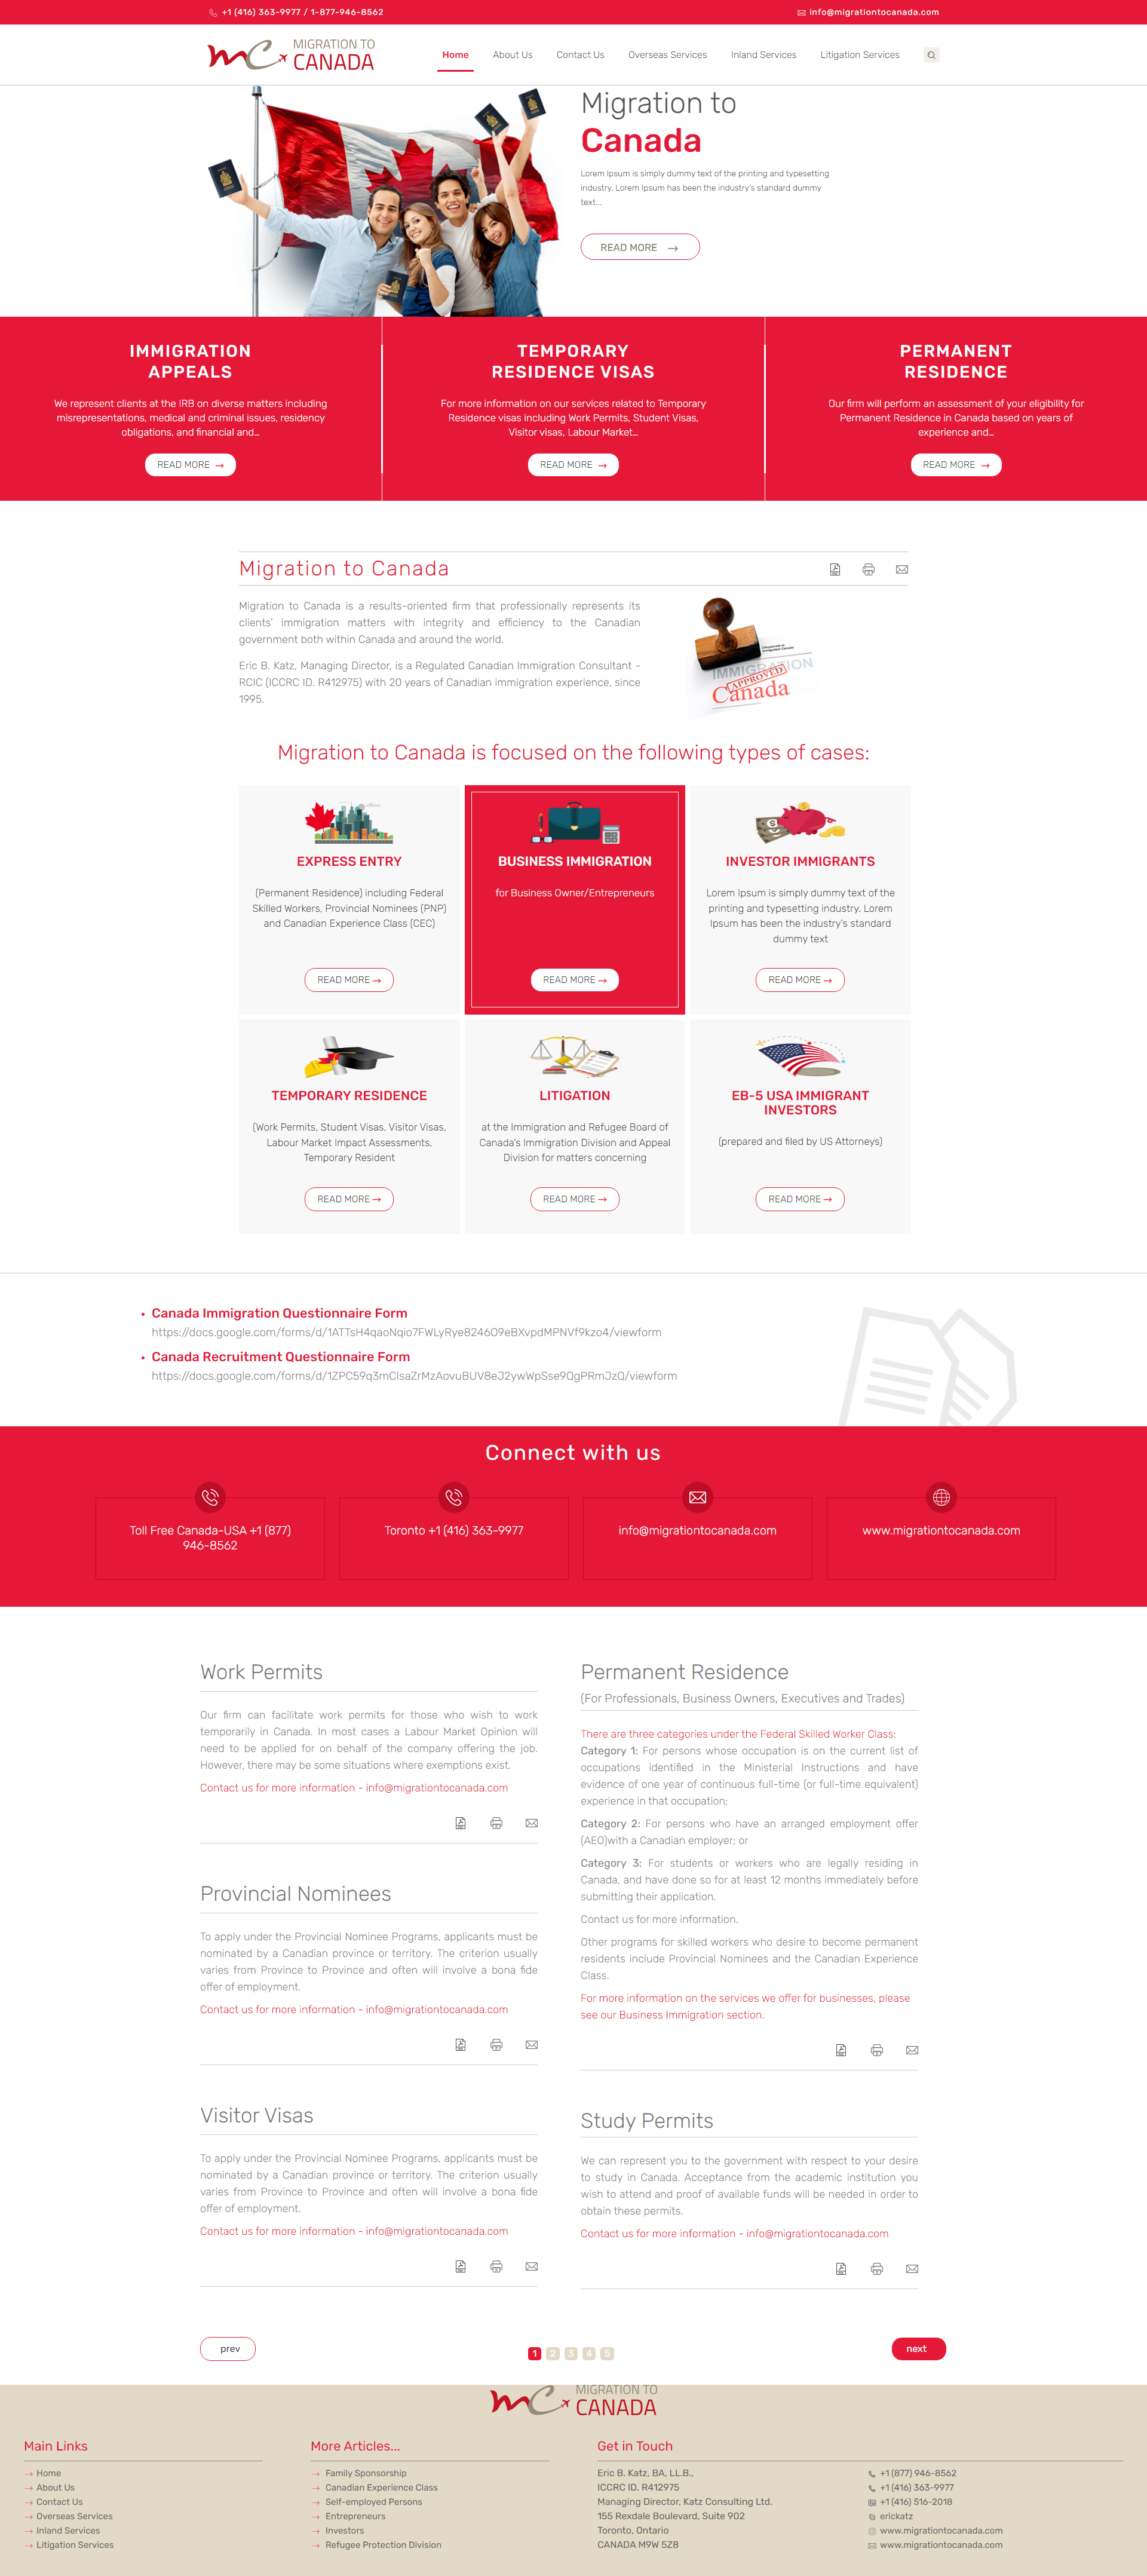 +1 (416) 363-9977 / 1-877-946-8562
info@migrationtocanada.com
MIGRATION TO
CANADA
Home
About Us
Contact Us
Overseas Services
Inland Services
Litigation Services
Migration to
Canada
Lorem Ipsum is simply dummy text of the printing and typesetting
industry. Lorem Ipsum has been the industry's standard dummy
text...
READ MORE
IMMIGRATION
APPEALS
We represent clients at the IRB on diverse matters including
misrepresentations, medical and criminal issues, residency
obligations, and financial and...
READ MORE
TEMPORARY
RESIDENCE VISAS
For more information on our services related to Temporary
Residence visas including Work Permits, Student Visas,
Visitor visas, Labour Market...
READ MORE
PERMANENT
RESIDENCE
Our firm will perform an assessment of your eligibility for
Permanent Residence in Canada based on years of
experience and...
READ MORE
Migration to Canada
Migration to Canada is a results-oriented firm that professionally represents its
clients' immigration matters with integrity and efficiency to the Canadian
government both within Canada and around the world.
Eric B. Katz, Managing Director, is a Regulated Canadian Immigration Consultant -
RCIC (ICCRC ID. R412975) with 20 years of Canadian immigration experience, since
1995.
IMMIGRATION
APPROVED
Canada
Migration to Canada is focused on the following types of cases:
EXPRESS ENTRY
(Permanent Residence) including Federal
Skilled Workers, Provincial Nominees (PNP)
and Canadian Experience Class (CEC)
READ MORE
BUSINESS IMMIGRATION
for Business Owner/Entrepreneurs
READ MORE
INVESTOR IMMIGRANTS
Lorem Ipsum is simply dummy text of the
printing and typesetting industry. Lorem
Ipsum has been the industry's standard
dummy text
READ MORE
TEMPORARY RESIDENCE
(Work Permits, Student Visas, Visitor Visas,
Labour Market Impact Assessments,
Temporary Resident
READ MORE
LITIGATION
at the Immigration and Refugee Board of
Canada's Immigration Division and Appeal
Division for matters concerning
READ MORE
EB-5 USA IMMIGRANT
INVESTORS
(prepared and filed by US Attorneys)
READ MORE
• Canada Immigration Questionnaire Form
https://docs.google.com/forms/d/1ATTsH4qaoNqio7FWLyRye8246O9eBXvpdMPNVf9kzo4/viewform
• Canada Recruitment Questionnaire Form
https://docs.google.com/forms/d/1ZPC59q3mClsaZrMzAovuBUV8eJ2ywWpSse9QgPRmJzQ/viewform
Connect with us
Toll Free Canada-USA +1 (877)
946-8562
Toronto +1 (416) 363-9977
info@migrationtocanada.com
www.migrationtocanada.com
Work Permits
Our firm can facilitate work permits for those who wish to work
temporarily in Canada. In most cases a Labour Market Opinion will
need to be applied for on behalf of the company offering the job.
However, there may be some situations where exemptions exist.
Contact us for more information - info@migrationtocanada.com
Provincial Nominees
To apply under the Provincial Nominee Programs, applicants must be
nominated by a Canadian province or territory. The criterion usually
varies from Province to Province and often will involve a bona fide
offer of employment.
Contact us for more information - info@migrationtocanada.com
Visitor Visas
To apply under the Provincial Nominee Programs, applicants must be
nominated by a Canadian province or territory. The criterion usually
varies from Province to Province and often will involve a bona fide
offer of employment.
Contact us for more information - info@migrationtocanada.com
Permanent Residence
(For Professionals, Business Owners, Executives and Trades)
There are three categories under the Federal Skilled Worker Class:
Category 1: For persons whose occupation is on the current list of
occupations identified in the Ministerial Instructions and have
evidence of one year of continuous full-time (or full-time equivalent)
experience in that occupation;
Category 2: For persons who have an arranged employment offer
(AEO)with a Canadian employer; or
Category 3: For students or workers who are legally residing in
Canada, and have done so for at least 12 months immediately before
submitting their application.
Contact us for more information.
Other programs for skilled workers who desire to become permanent
residents include Provincial Nominees and the Canadian Experience
Class.
For more information on the services we offer for businesses, please
see our Business Immigration section.
Study Permits
We can represent you to the government with respect to your desire
to study in Canada. Acceptance from the academic institution you
wish to attend and proof of available funds will be needed in order to
obtain these permits.
Contact us for more information - info@migrationtocanada.com
prev
1 2 3 4 5
next
MIGRATION TO
CANADA
Main Links
Home
About Us
Contact Us
Overseas Services
Inland Services
Litigation Services
More Articles...
Family Sponsorship
Canadian Experience Class
Self-employed Persons
Entrepreneurs
Investors
Refugee Protection Division
Get in Touch
Eric B. Katz, BA, LL.B.,
ICCRC ID. R412975
Managing Director, Katz Consulting Ltd.
155 Rexdale Boulevard, Suite 902
Toronto, Ontario
CANADA M9W 5Z8
+1 (877) 946-8562
+1 (416) 363-9977
+1 (416) 516-2018
erickatz
www.migrationtocanada.com
www.migrationtocanada.com